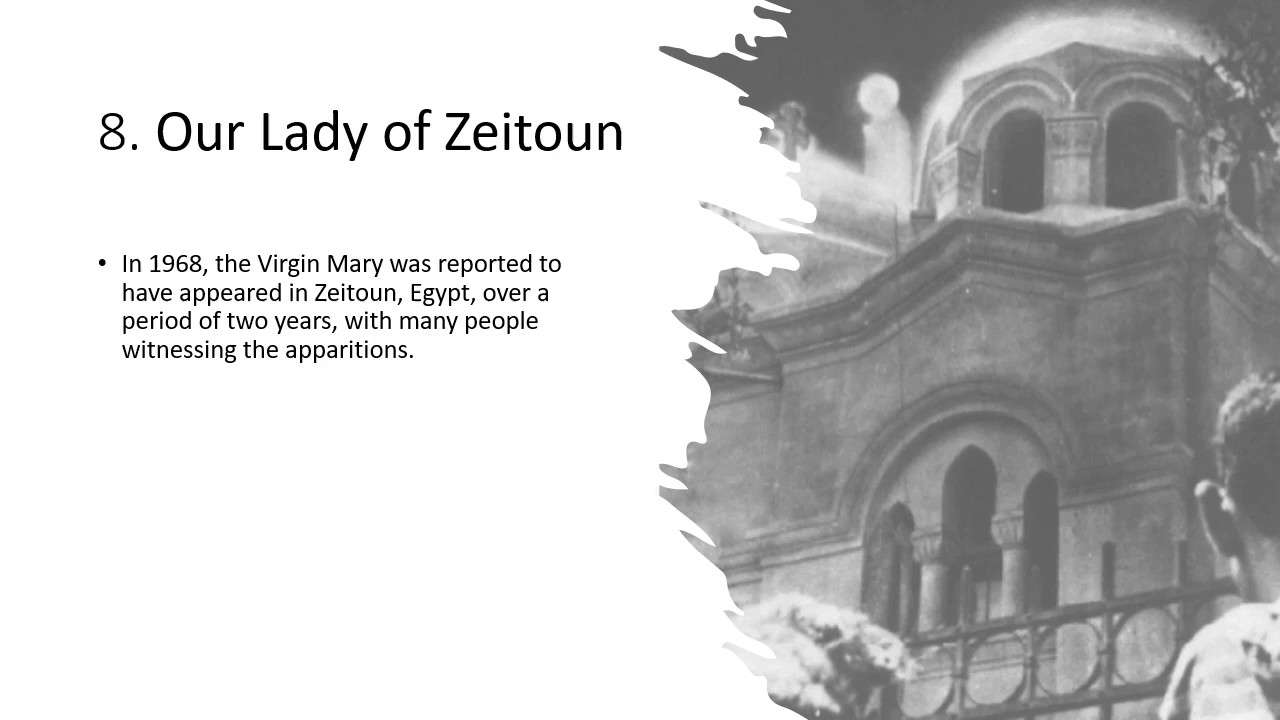 8. Our Lady of Zeitoun
• In 1968, the Virgin Mary was reported to
have appeared in Zeitoun, Egypt, over a
period of two years, with many people
witnessing the apparitions.